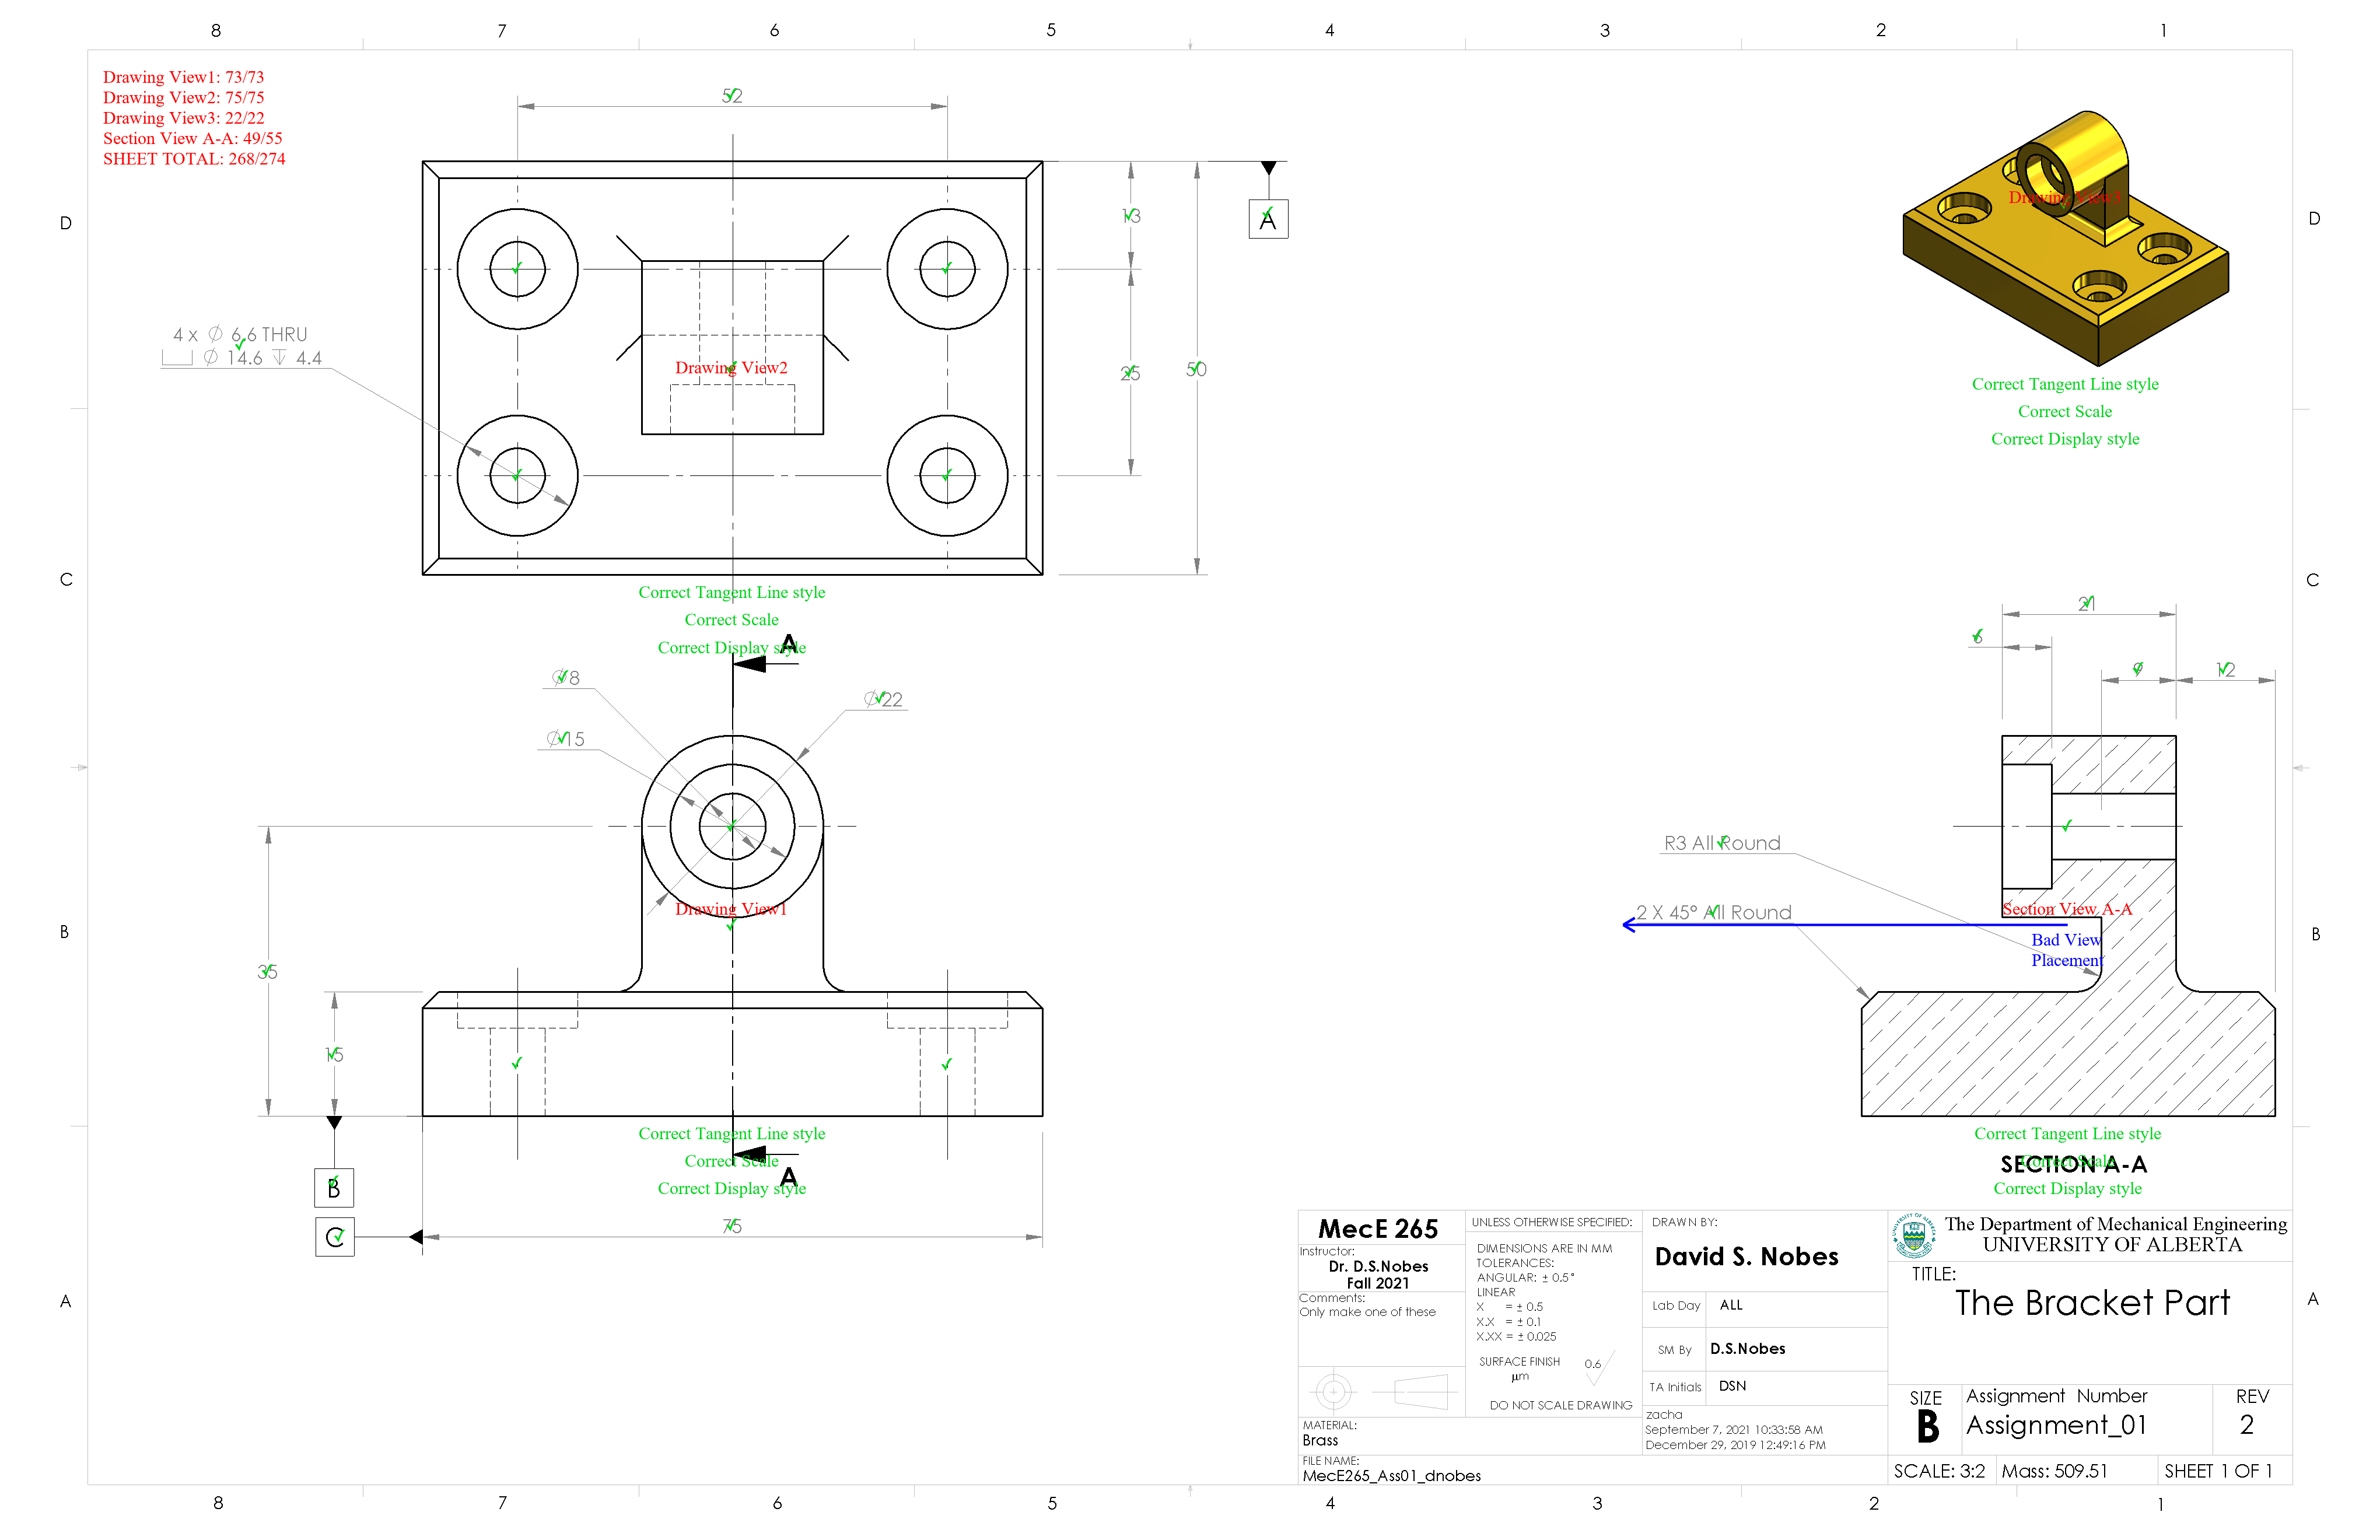 8 7 6 5 4 3 2 1
Drawing View1: 73/73
Drawing View2: 75/75
Drawing View3: 22/22
Section View A-A: 49/55
SHEET TOTAL: 268/274
52
D
D
13
A
Drawing View3
4 x ∅ 6.6 THRU
⌴ ∅ 14.6 ↧ 4.4
Drawing View2
25
50
Correct Tangent Line style
Correct Scale
Correct Display style
C
C
Correct Tangent Line style
Correct Scale
Correct Display style
A
21
6
9
12
∅8
∅22
∅15
R3 All Round
2 X 45° All Round
Drawing View1
Section View A-A
Bad View
Placement
B
B
35
15
Correct Tangent Line style
Correct Scale
Correct Display style
A
B
C
75
Correct Tangent Line style
SECTION A-A
Correct Scale
Correct Display style
A
A
MecE 265
Instructor:
Dr. D.S.Nobes
Fall 2021
Comments:
Only make one of these
UNLESS OTHERWISE SPECIFIED:
DIMENSIONS ARE IN MM
TOLERANCES:
ANGULAR: ± 0.5°
LINEAR
X = ± 0.5
X.X = ± 0.1
X.XX = ± 0.025
SURFACE FINISH 0.6
μm
DO NOT SCALE DRAWING
MATERIAL:
Brass
FILE NAME:
MecE265_Ass01_dnobes
DRAWN BY:
David S. Nobes
Lab Day ALL
SM By D.S.Nobes
TA Initials DSN
zacha
September 7, 2021 10:33:58 AM
December 29, 2019 12:49:16 PM
The Department of Mechanical Engineering
UNIVERSITY OF ALBERTA
TITLE:
The Bracket Part
SIZE
B
Assignment Number
Assignment_01
REV
2
SCALE: 3:2
Mass: 509.51
SHEET 1 OF 1
8 7 6 5 4 3 2 1